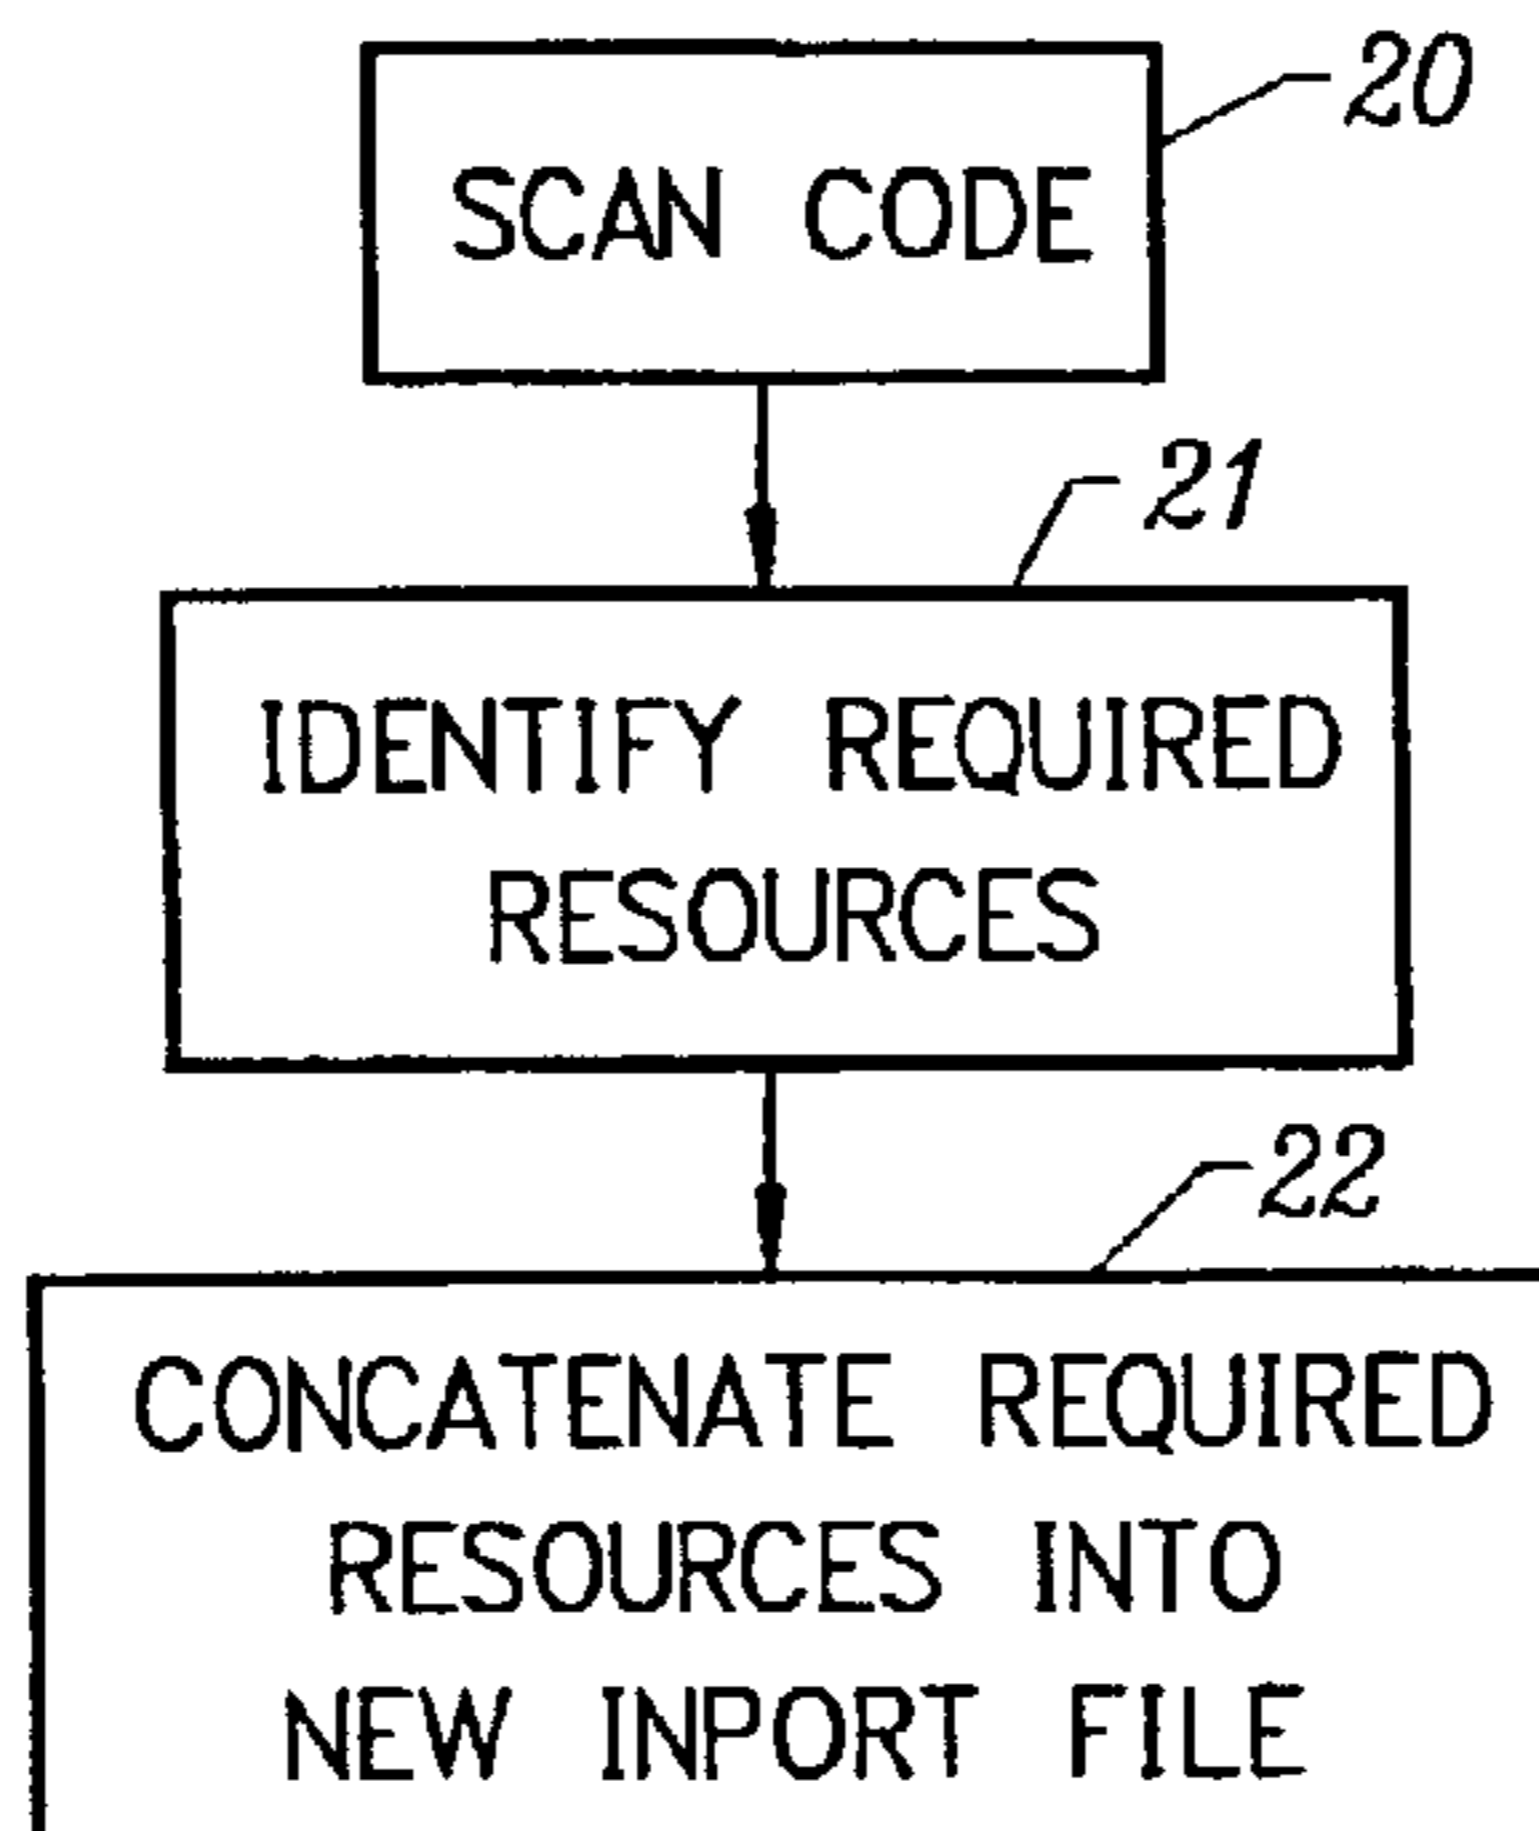 20
SCAN CODE
21
IDENTIFY REQUIRED
RESOURCES
22
CONCATENATE REQUIRED
RESOURCES INTO
NEW INPORT FILE